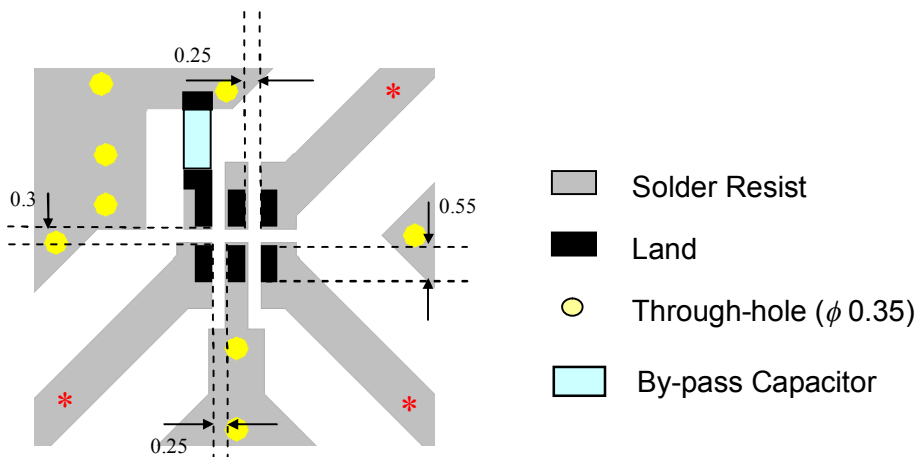 0.25
*
0.3
0.55
*
*
0.25
Solder Resist
Land
Through-hole (ϕ 0.35)
By-pass Capacitor